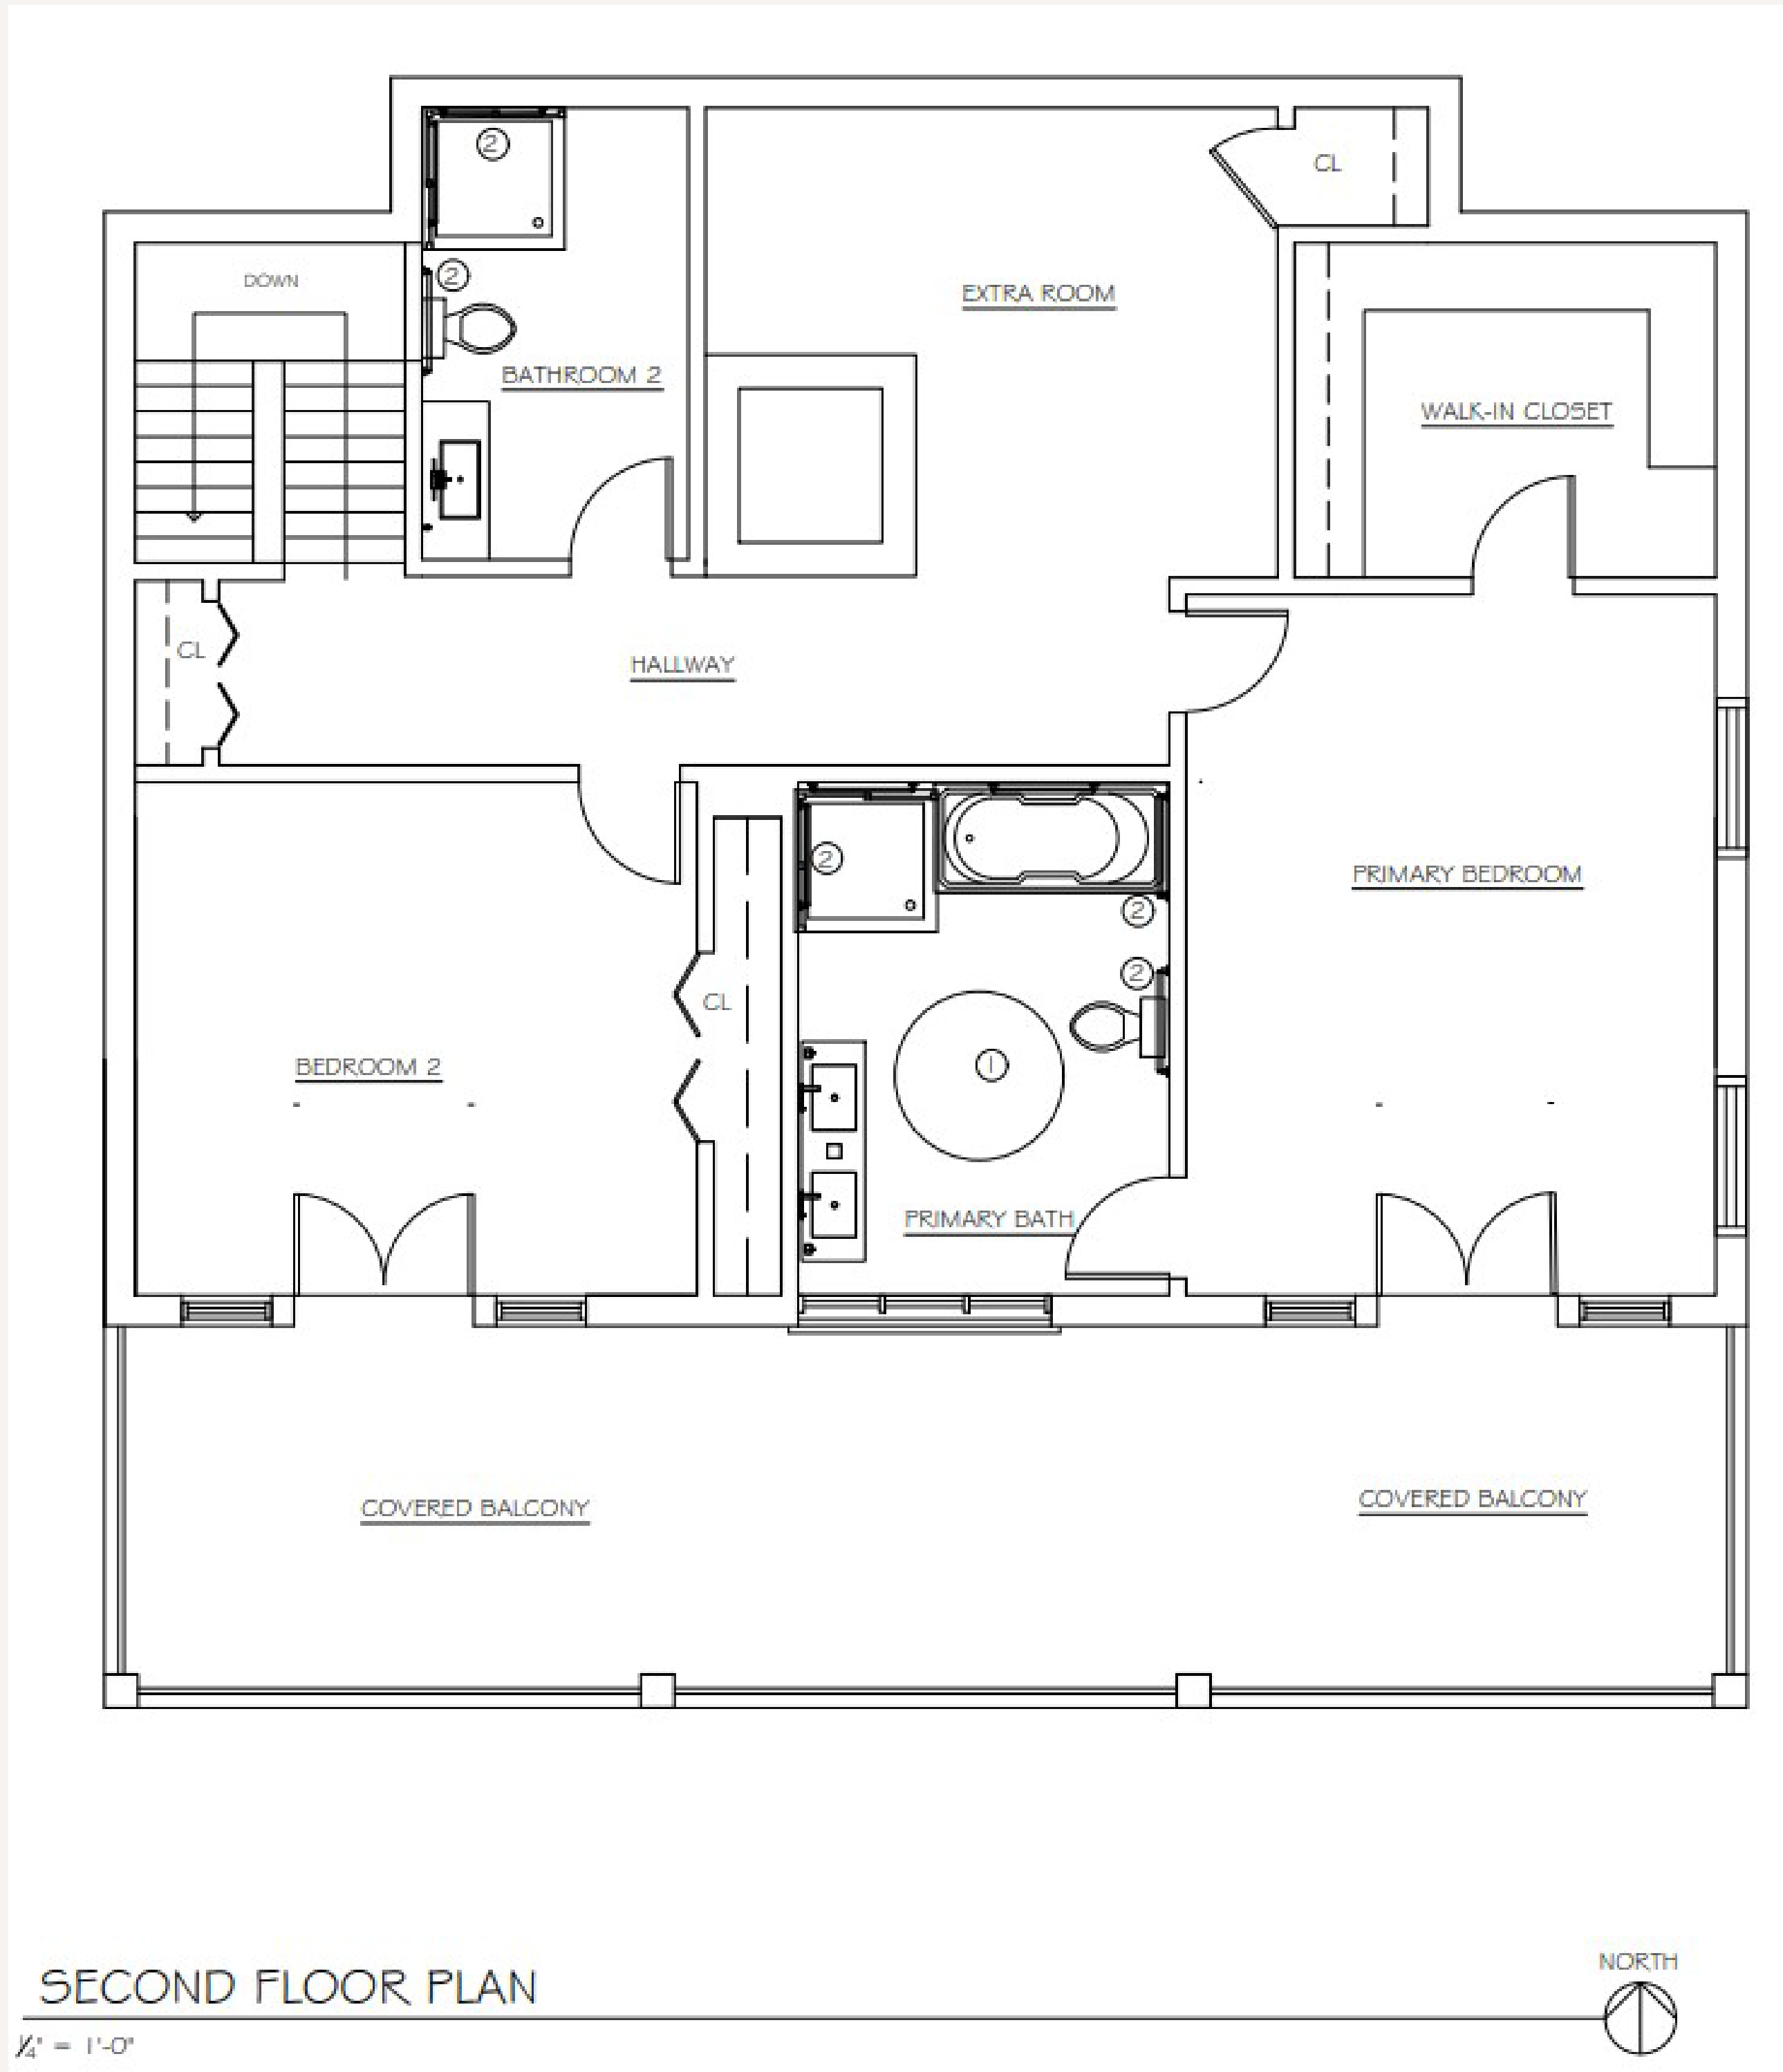 2
CL
2
DOWN
EXTRA ROOM
BATHROOM 2
WALK-IN CLOSET
CL
HALLWAY
2
PRIMARY BEDROOM
2
2
CL
BEDROOM 2
1
PRIMARY BATH
COVERED BALCONY
COVERED BALCONY
NORTH
SECOND FLOOR PLAN
1/4" = 1'-0"